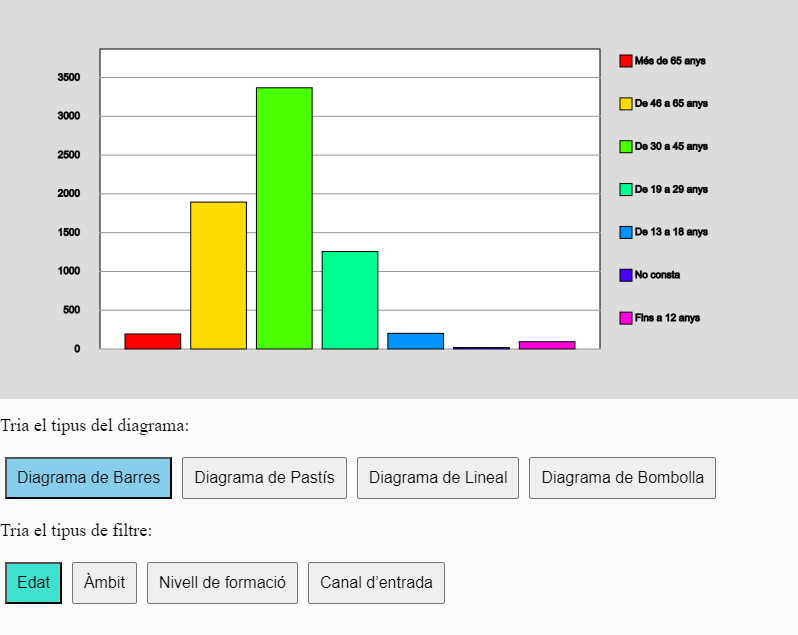 3500
3000
2500
2000
1500
1000
500
0
Més de 65 anys
De 46 a 65 anys
De 30 a 45 anys
De 19 a 29 anys
De 13 a 18 anys
No consta
Fins a 12 anys
Tria el tipus del diagrama:
Diagrama de Barres Diagrama de Pastís Diagrama de Lineal Diagrama de Bombolla
Tria el tipus de filtre:
Edat Àmbit Nivell de formació Canal d’entrada